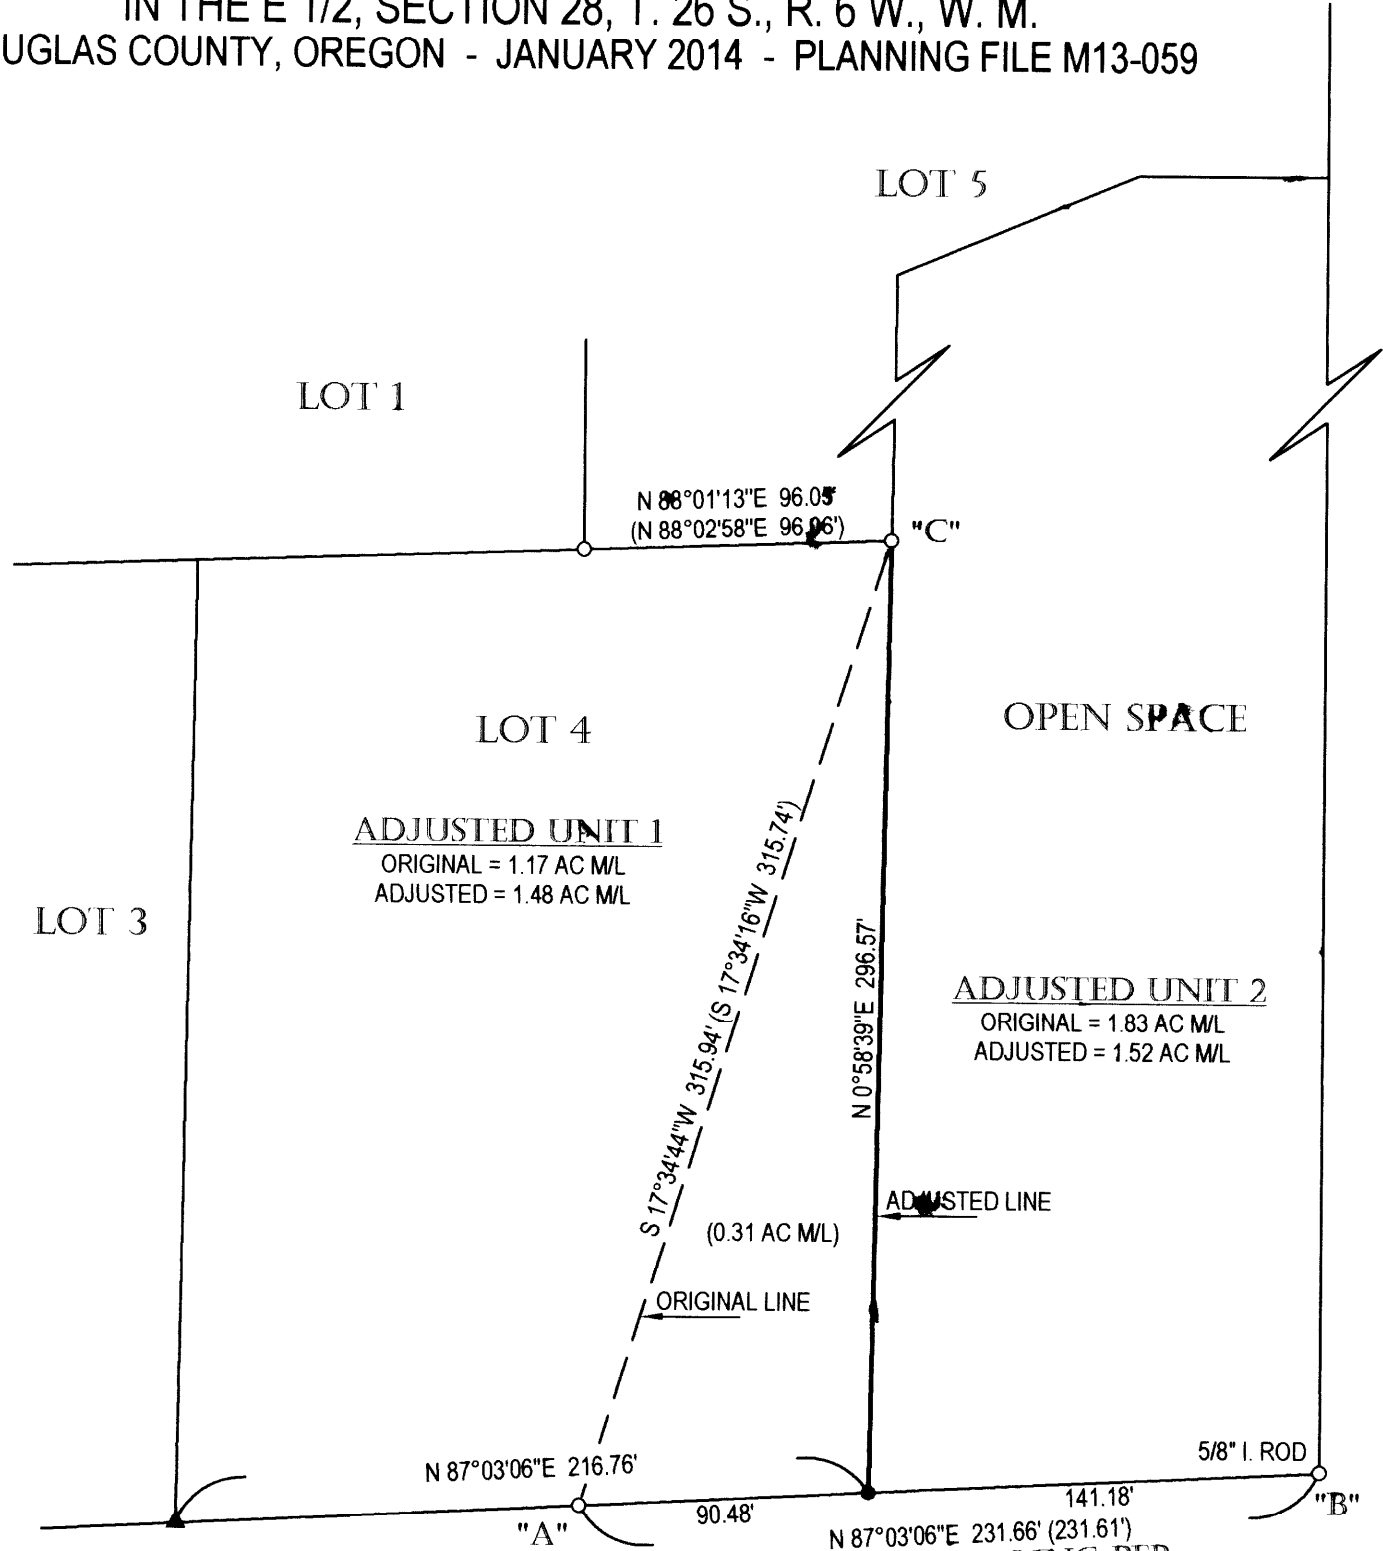 IN THE E 1/2, SECTION 28, T. 26 S., R. 6 W., W. M.
UGLAS COUNTY, OREGON - JANUARY 2014 - PLANNING FILE M13-059
LOT 5
LOT 1
N 88°01'13"E 96.05'
(N 88°02'58"E 96.06')
"C"
LOT 4
OPEN SPACE
ADJUSTED UNIT 1
ORIGINAL = 1.17 AC M/L
ADJUSTED = 1.48 AC M/L
LOT 3
S 17°34'44"W 315.94' (S 17°34'16"W 315.74')
N 0°58'39"E 296.57'
ADJUSTED UNIT 2
ORIGINAL = 1.83 AC M/L
ADJUSTED = 1.52 AC M/L
ADJUSTED LINE
(0.31 AC M/L)
ORIGINAL LINE
5/8" I. ROD
N 87°03'06"E 216.76'
"A"
90.48'
141.18'
"B"
N 87°03'06"E 231.66' (231.61')